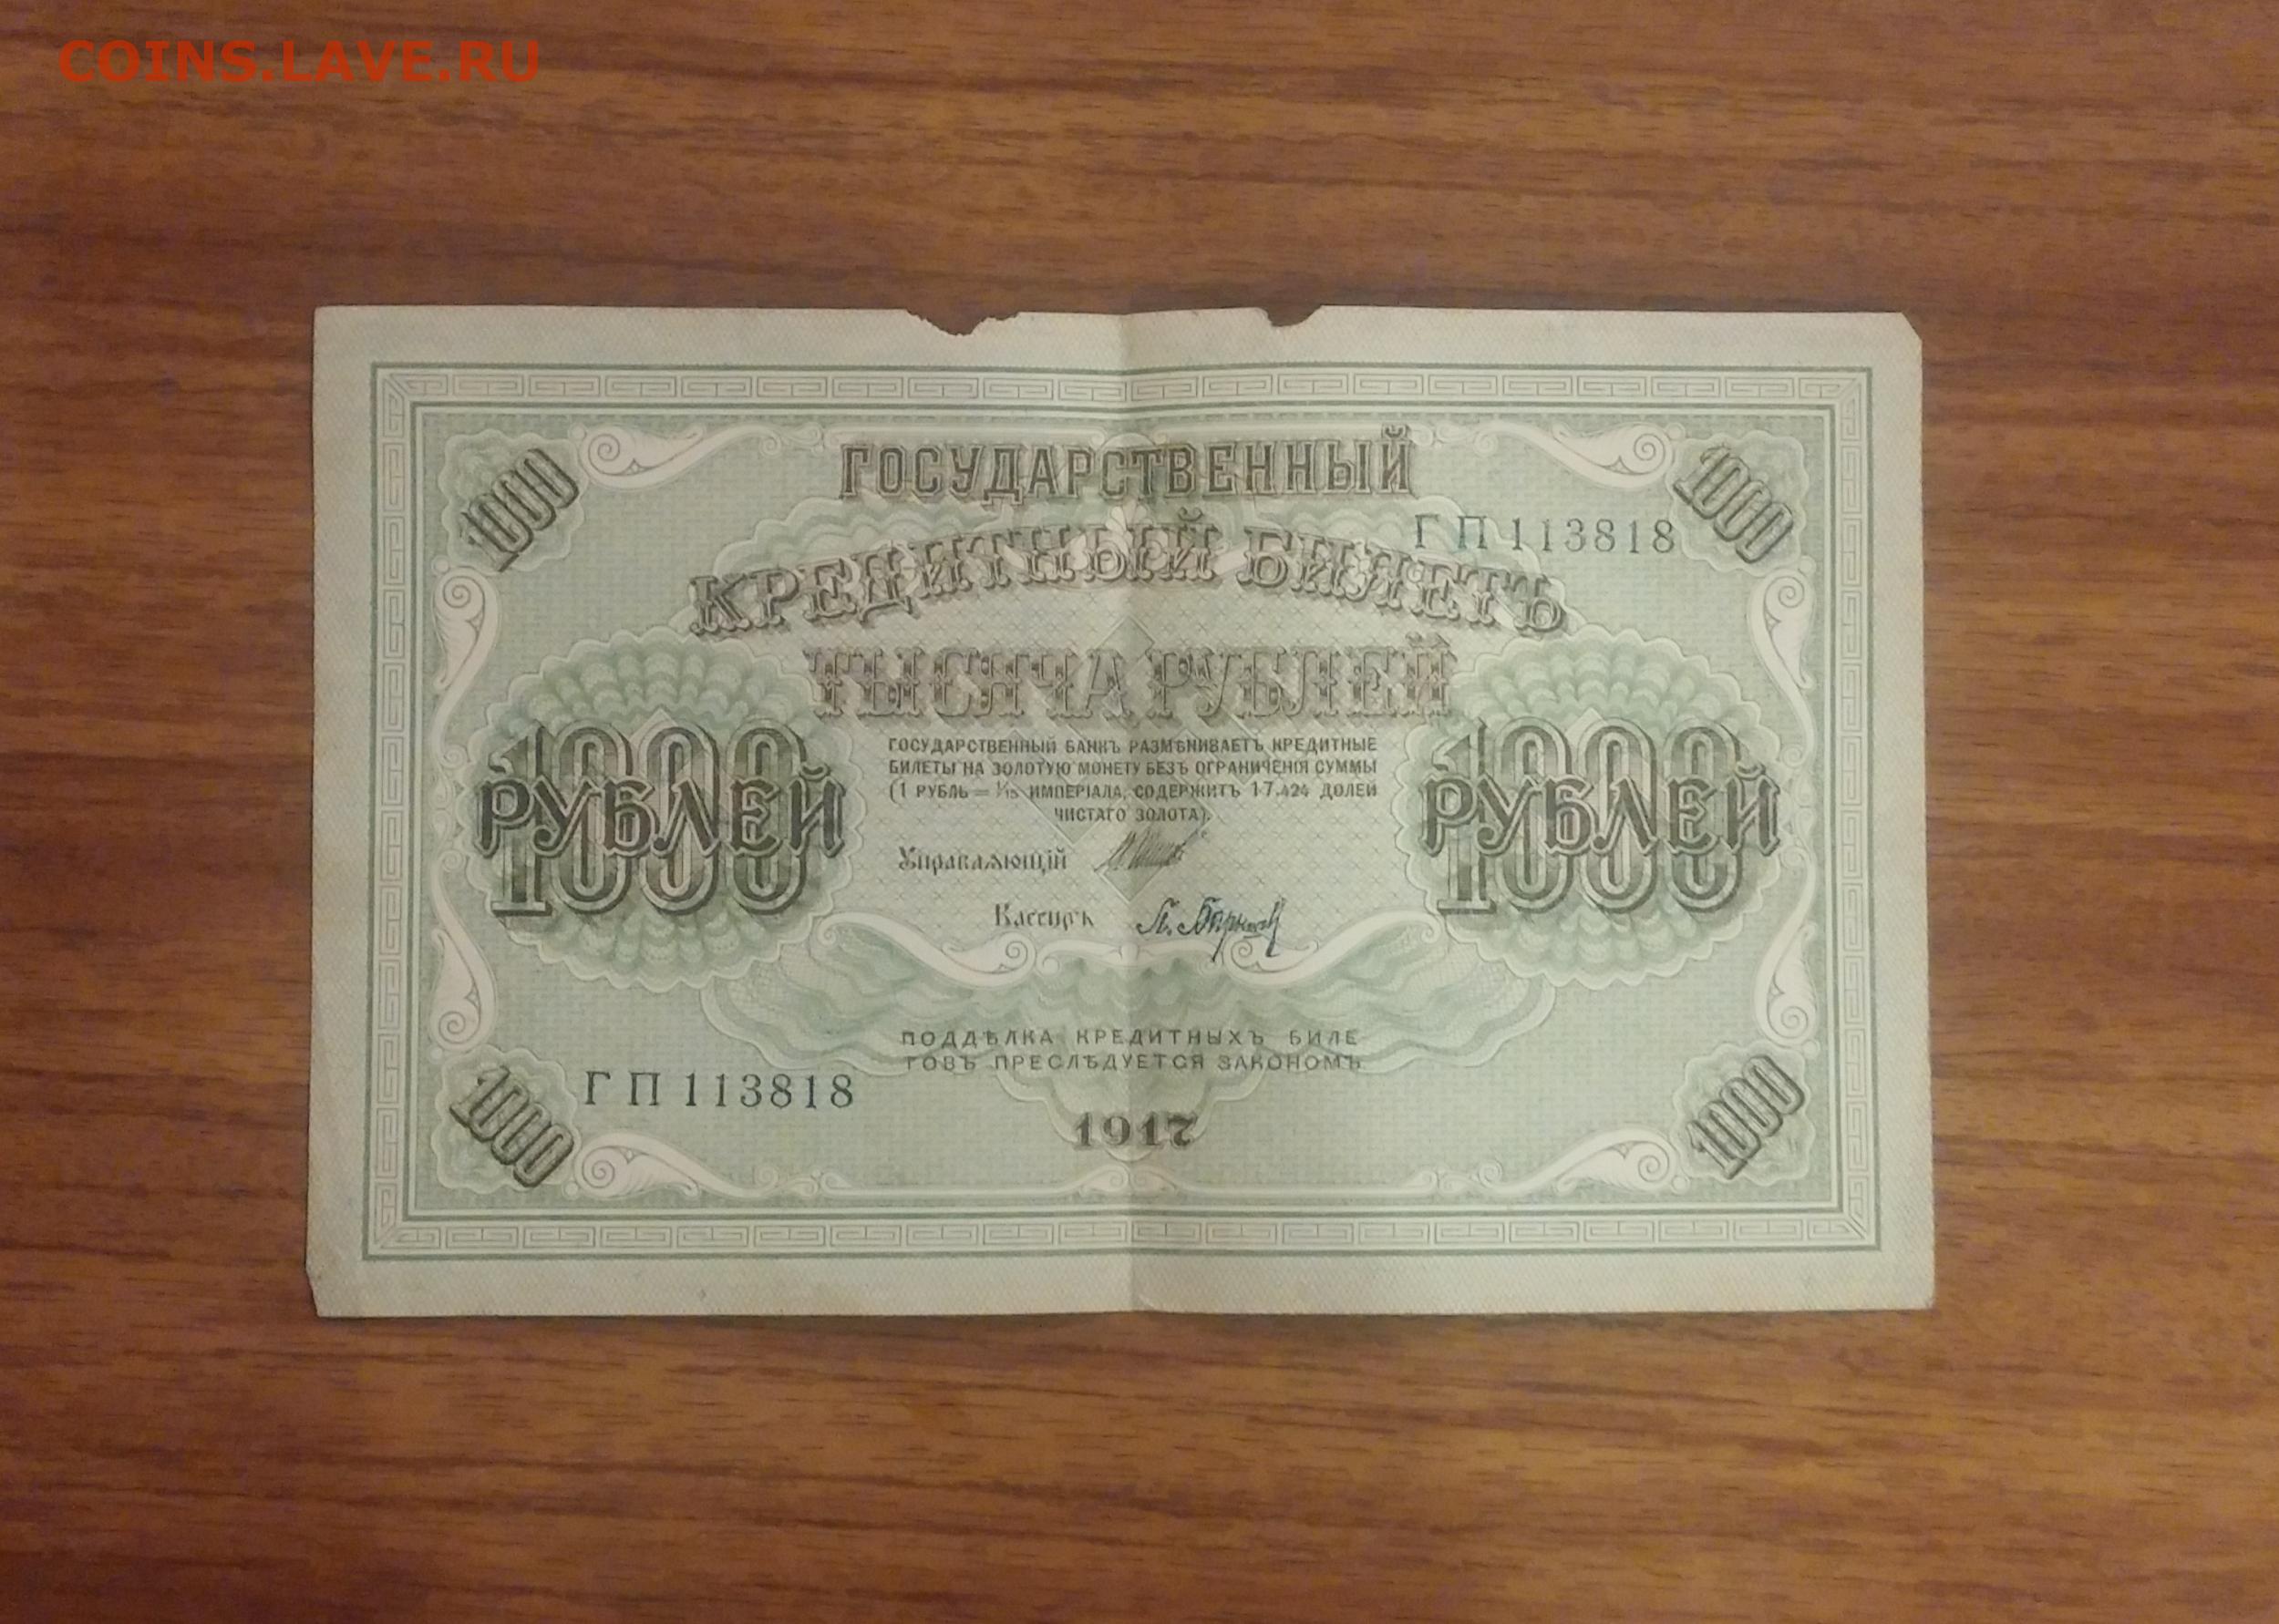 COINS.LAVE.RU
1000
1000
ГОСУДАРСТВЕННЫЙ
ГП 113818
КРЕДИТНЫЙ БИЛЕТЪ
ТЫСЯЧА РУБЛЕЙ
1000 РУБЛЕЙ
1000 РУБЛЕЙ
ГОСУДАРСТВЕННЫЙ БАНКЪ РАЗМѢНИВАЕТЪ КРЕДИТНЫЕ
БИЛЕТЫ НА ЗОЛОТУЮ МОНЕТУ БЕЗЪ ОГРАНИЧЕНІЯ СУММЫ
(1 РУБЛЬ = 1/15 ИМПЕРІАЛА, СОДЕРЖИТЪ 17.424 ДОЛЕЙ
ЧИСТАГО ЗОЛОТА).
Управляющій
Кассиръ
ПОДДѢЛКА КРЕДИТНЫХЪ БИЛЕ
ТОВЪ ПРЕСЛѢДУЕТСЯ ЗАКОНОМЪ
ГП 113818
1917
1000
1000